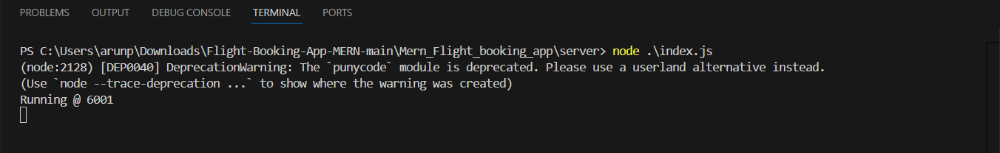 PROBLEMS OUTPUT DEBUG CONSOLE TERMINAL PORTS
PS C:\Users\arunp\Downloads\Flight-Booking-App-MERN-main\Mern_Flight_booking_app\server> node .\index.js
(node:2128) [DEP0040] DeprecationWarning: The `punycode` module is deprecated. Please use a userland alternative instead.
(Use `node --trace-deprecation ...` to show where the warning was created)
Running @ 6001